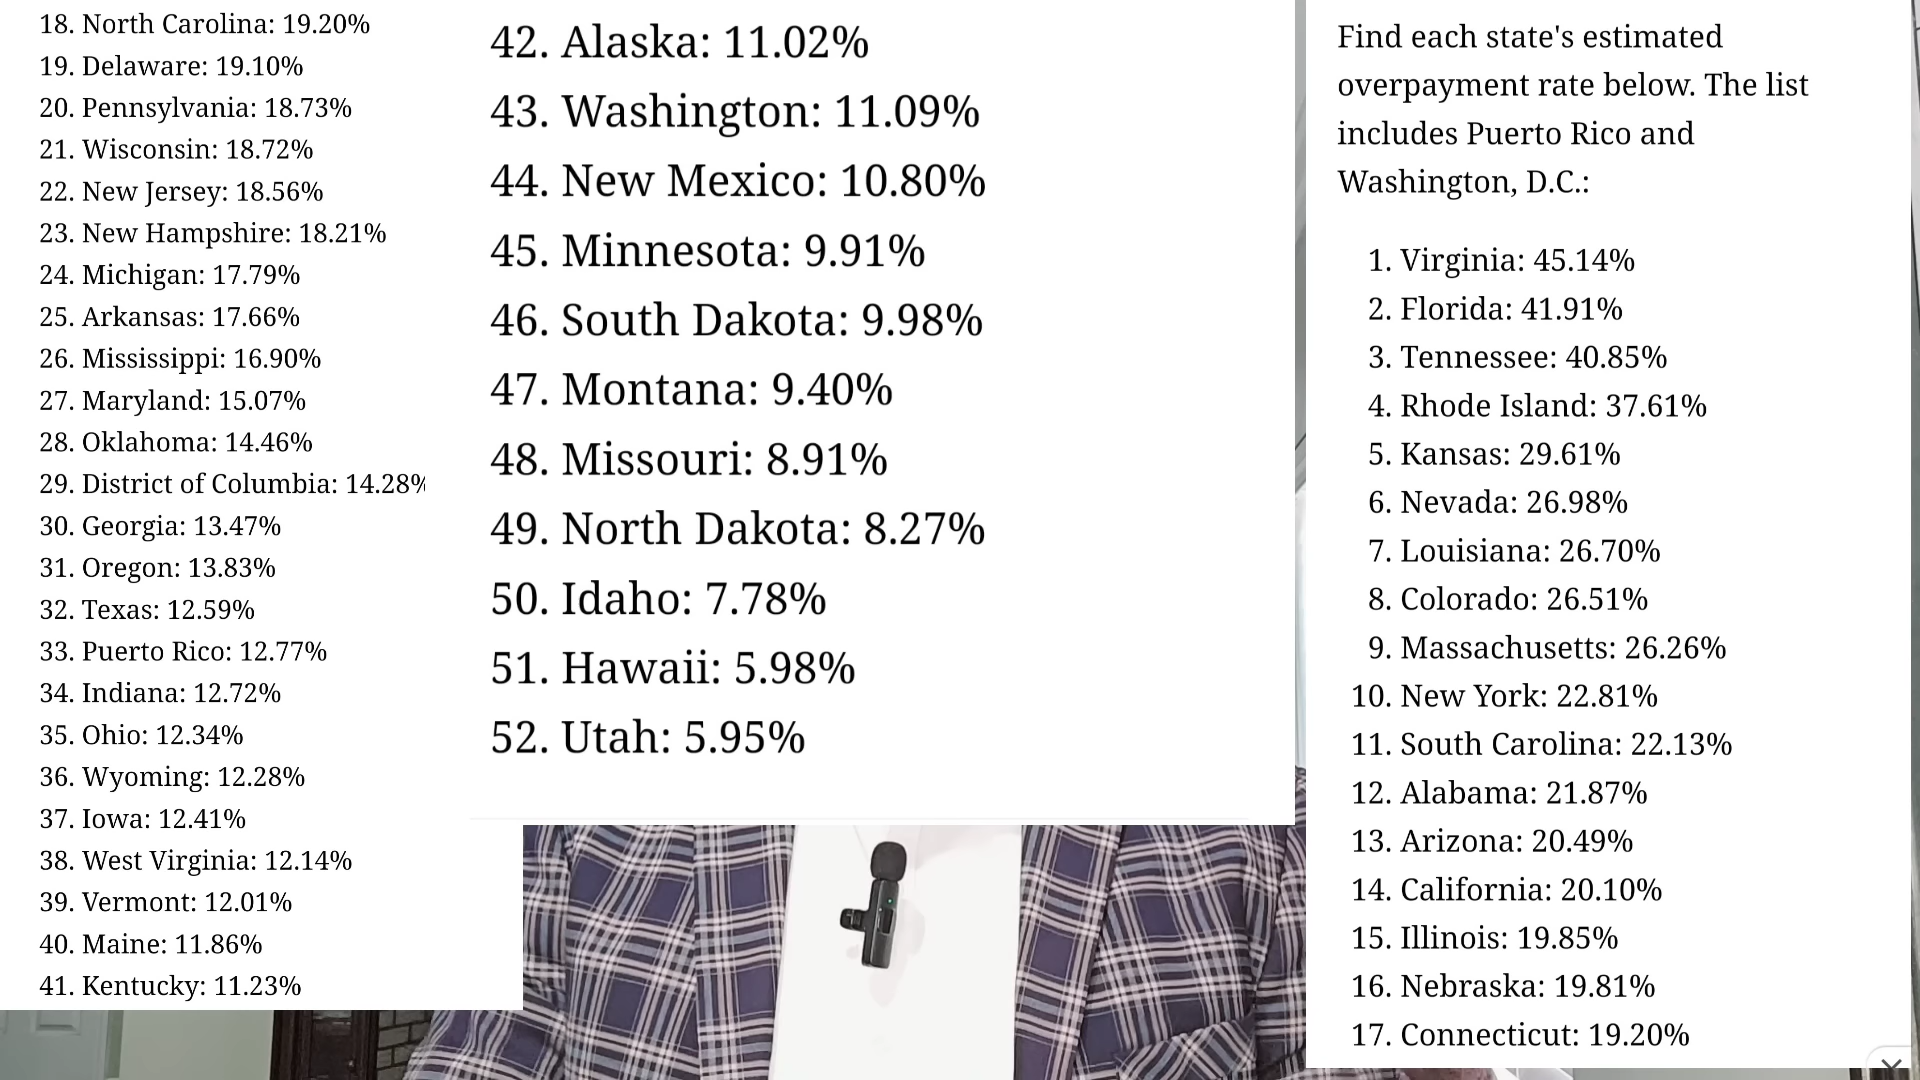 Find each state's estimated
overpayment rate below. The list
includes Puerto Rico and
Washington, D.C.:
1. Virginia: 45.14%
2. Florida: 41.91%
3. Tennessee: 40.85%
4. Rhode Island: 37.61%
5. Kansas: 29.61%
6. Nevada: 26.98%
7. Louisiana: 26.70%
8. Colorado: 26.51%
9. Massachusetts: 26.26%
10. New York: 22.81%
11. South Carolina: 22.13%
12. Alabama: 21.87%
13. Arizona: 20.49%
14. California: 20.10%
15. Illinois: 19.85%
16. Nebraska: 19.81%
17. Connecticut: 19.20%
18. North Carolina: 19.20%
19. Delaware: 19.10%
20. Pennsylvania: 18.73%
21. Wisconsin: 18.72%
22. New Jersey: 18.56%
23. New Hampshire: 18.21%
24. Michigan: 17.79%
25. Arkansas: 17.66%
26. Mississippi: 16.90%
27. Maryland: 15.07%
28. Oklahoma: 14.46%
29. District of Columbia: 14.28%
30. Georgia: 13.47%
31. Oregon: 13.83%
32. Texas: 12.59%
33. Puerto Rico: 12.77%
34. Indiana: 12.72%
35. Ohio: 12.34%
36. Wyoming: 12.28%
37. Iowa: 12.41%
38. West Virginia: 12.14%
39. Vermont: 12.01%
40. Maine: 11.86%
41. Kentucky: 11.23%
42. Alaska: 11.02%
43. Washington: 11.09%
44. New Mexico: 10.80%
45. Minnesota: 9.91%
46. South Dakota: 9.98%
47. Montana: 9.40%
48. Missouri: 8.91%
49. North Dakota: 8.27%
50. Idaho: 7.78%
51. Hawaii: 5.98%
52. Utah: 5.95%